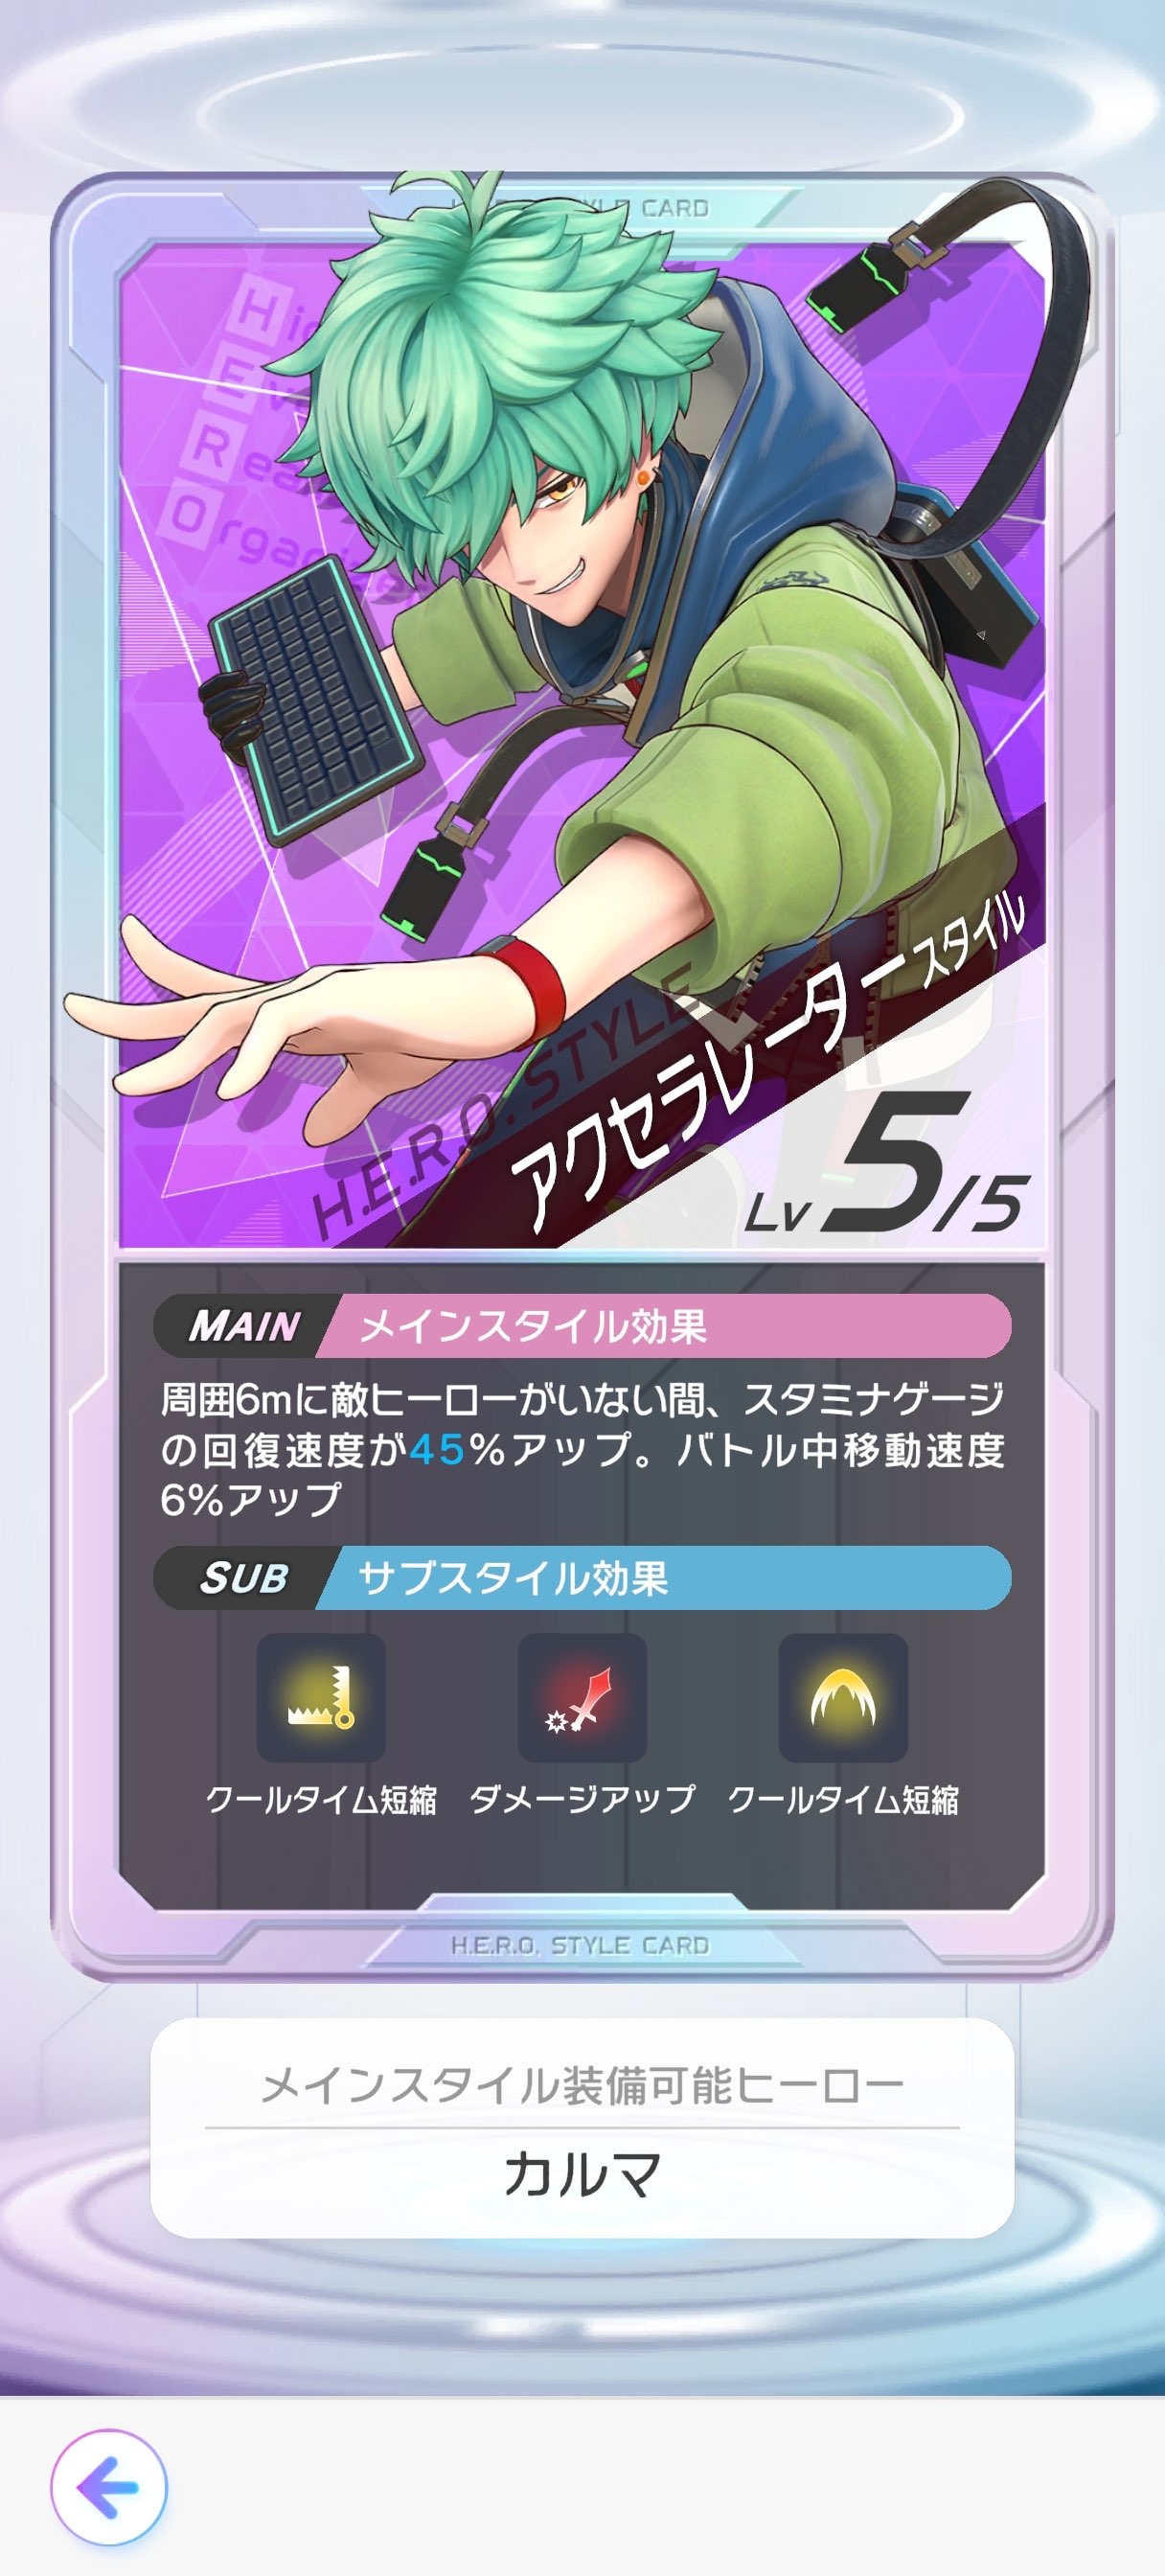 CARD
H.E.R.O. STYLE
アクセラレータースタイル
Lv 5/5
MAIN メインスタイル効果
周囲6mに敵ヒーローがいない間、スタミナゲージ
の回復速度が45%アップ。バトル中移動速度
6%アップ
SUB サブスタイル効果
クールタイム短縮 ダメージアップ クールタイム短縮
H.E.R.O. STYLE CARD
メインスタイル装備可能ヒーロー
カルマ